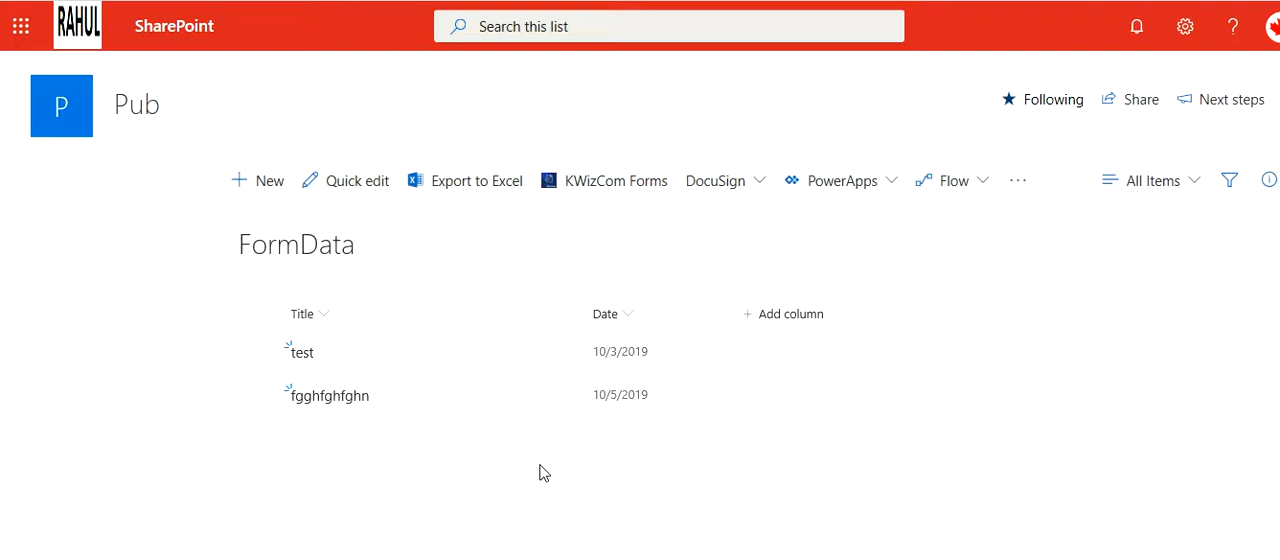 RAHUL SharePoint Search this list ?
P Pub Following Share Next steps
New Quick edit Export to Excel KWizCom Forms DocuSign PowerApps Flow ... All Items
FormData
Title Date + Add column
test 10/3/2019
fgghfghfghn 10/5/2019